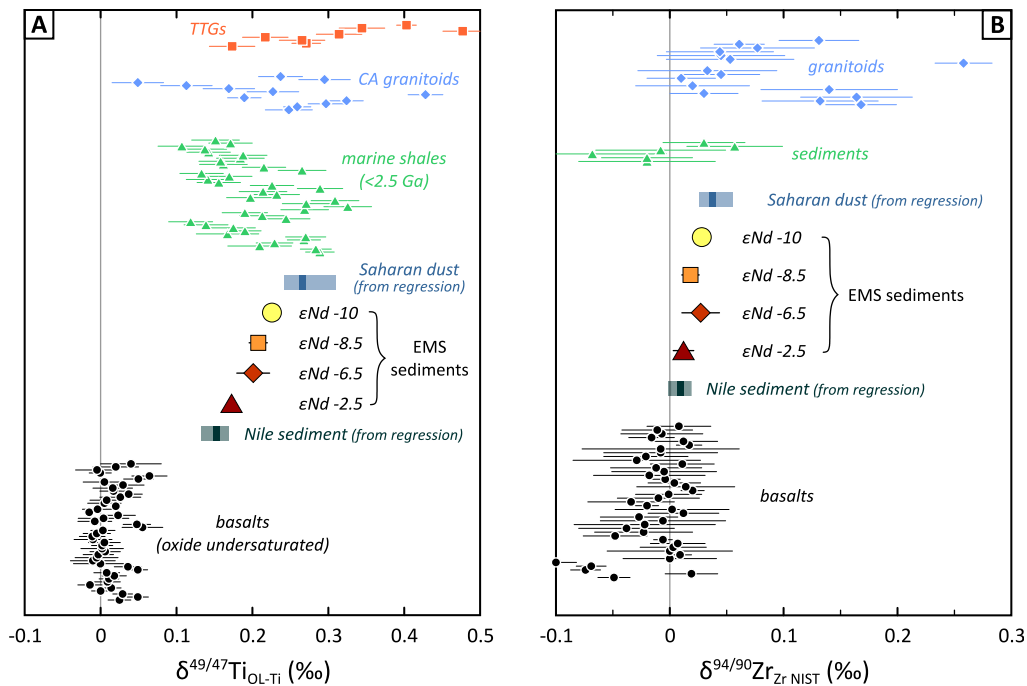 A
TTGs
CA granitoids
marine shales
(<2.5 Ga)
Saharan dust
(from regression)
εNd -10
εNd -8.5
εNd -6.5
εNd -2.5
EMS
sediments
Nile sediment (from regression)
basalts
(oxide undersaturated)
-0.1 0 0.1 0.2 0.3 0.4 0.5
δ49/47TiOL-Ti (‰)
B
granitoids
sediments
Saharan dust (from regression)
εNd -10
εNd -8.5
εNd -6.5
εNd -2.5
EMS sediments
Nile sediment (from regression)
basalts
-0.1 0 0.1 0.2 0.3
δ94/90ZrZr NIST (‰)